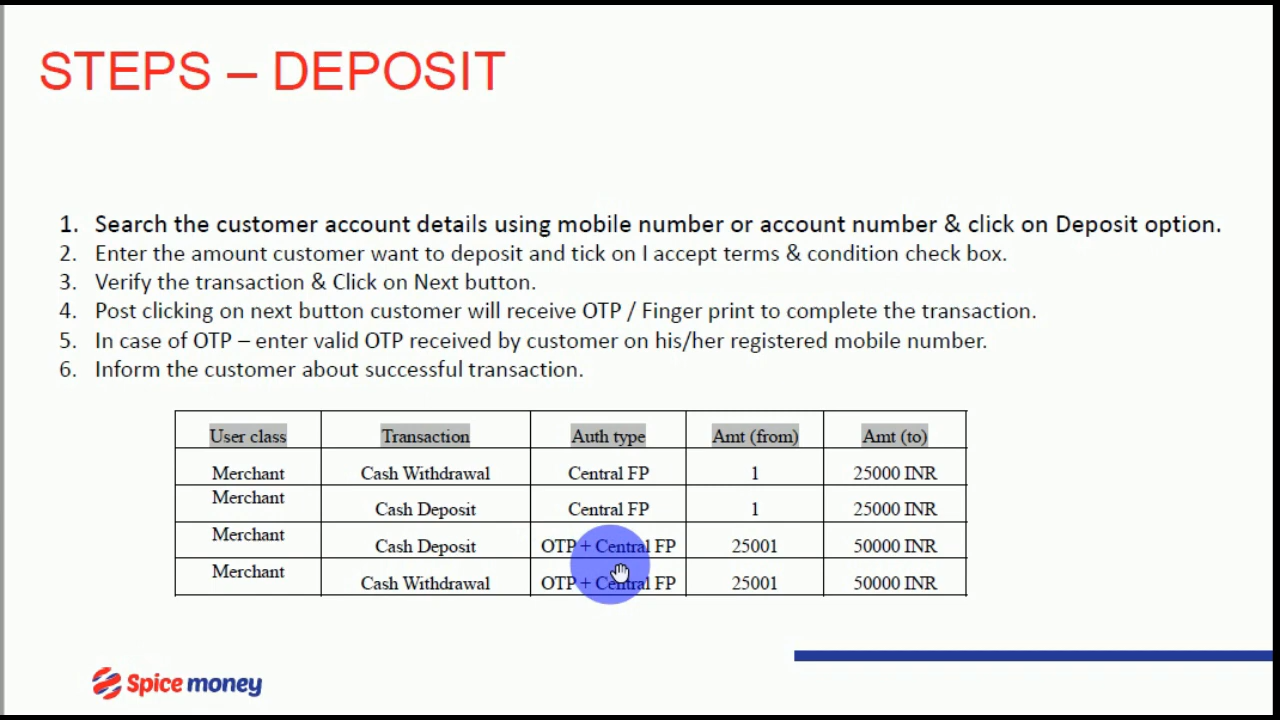 STEPS – DEPOSIT
1. Search the customer account details using mobile number or account number & click on Deposit option.
2. Enter the amount customer want to deposit and tick on I accept terms & condition check box.
3. Verify the transaction & Click on Next button.
4. Post clicking on next button customer will receive OTP / Finger print to complete the transaction.
5. In case of OTP – enter valid OTP received by customer on his/her registered mobile number.
6. Inform the customer about successful transaction.
User class Transaction Auth type Amt (from) Amt (to)
Merchant Cash Withdrawal Central FP 1 25000 INR
Merchant Cash Deposit Central FP 1 25000 INR
Merchant Cash Deposit OTP + Central FP 25001 50000 INR
Merchant Cash Withdrawal OTP + Central FP 25001 50000 INR
Spice money